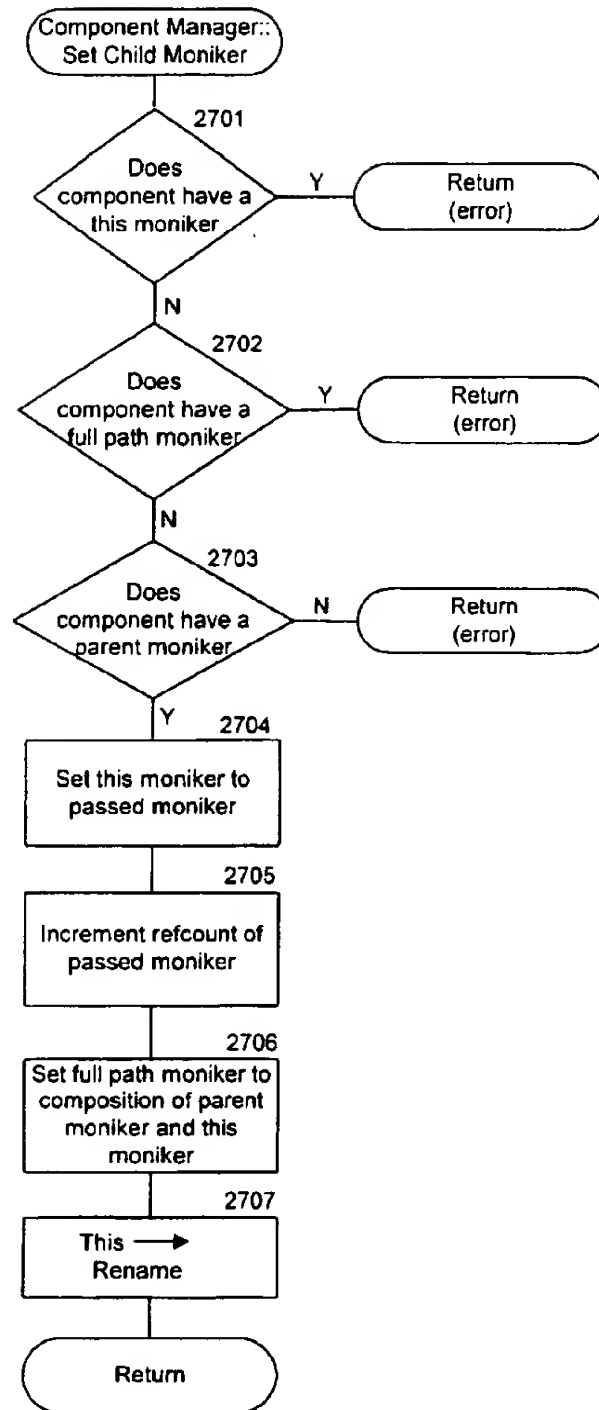 Component Manager::
Set Child Moniker
2701
Does
component have a
this moniker
Y
Return
(error)
N
2702
Does
component have a
full path moniker
Y
Return
(error)
N
2703
Does
component have a
parent moniker
N
Return
(error)
Y
2704
Set this moniker to
passed moniker
2705
Increment refcount of
passed moniker
2706
Set full path moniker to
composition of parent
moniker and this
moniker
2707
This →
Rename
Return